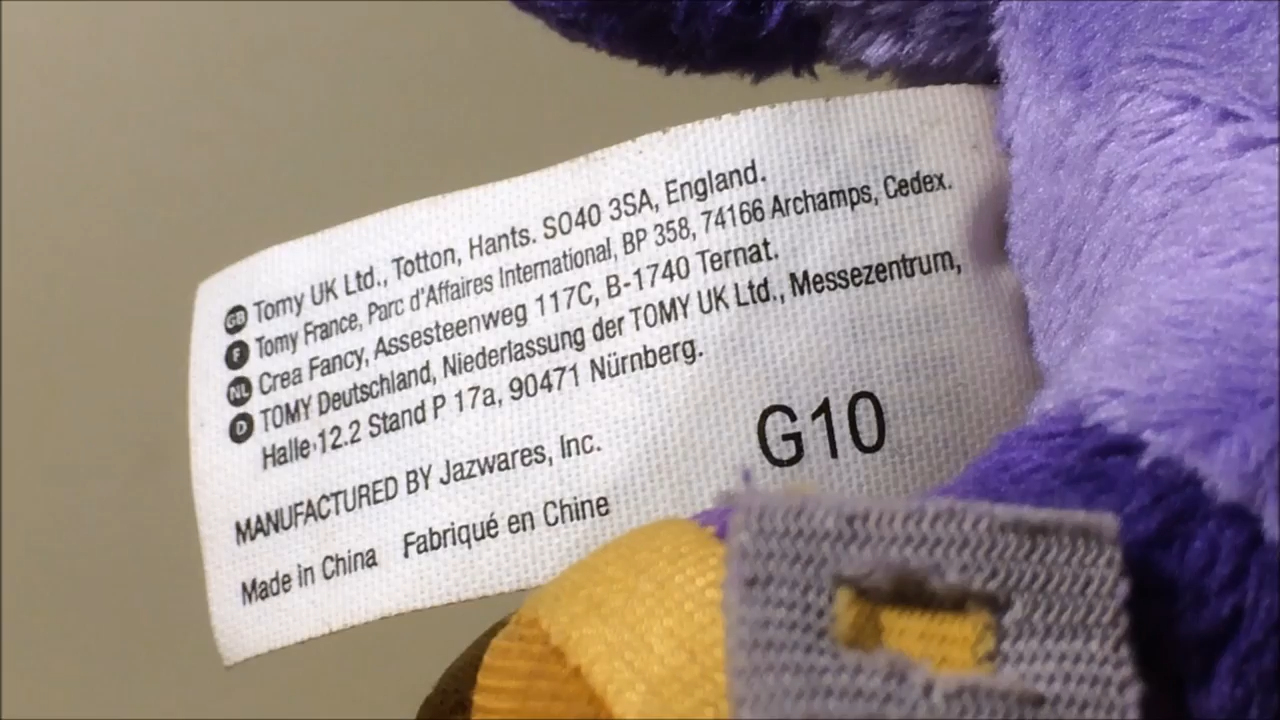 GB Tomy UK Ltd., Totton, Hants. SO40 3SA, England.
F Tomy France, Parc d'Affaires International, BP 358, 74166 Archamps, Cedex.
NL Crea Fancy, Assesteenweg 117C, B-1740 Ternat.
D TOMY Deutschland, Niederlassung der TOMY UK Ltd., Messezentrum,
Halle·12.2 Stand P 17a, 90471 Nürnberg.
G10
MANUFACTURED BY Jazwares, Inc.
Made in China Fabriqué en Chine